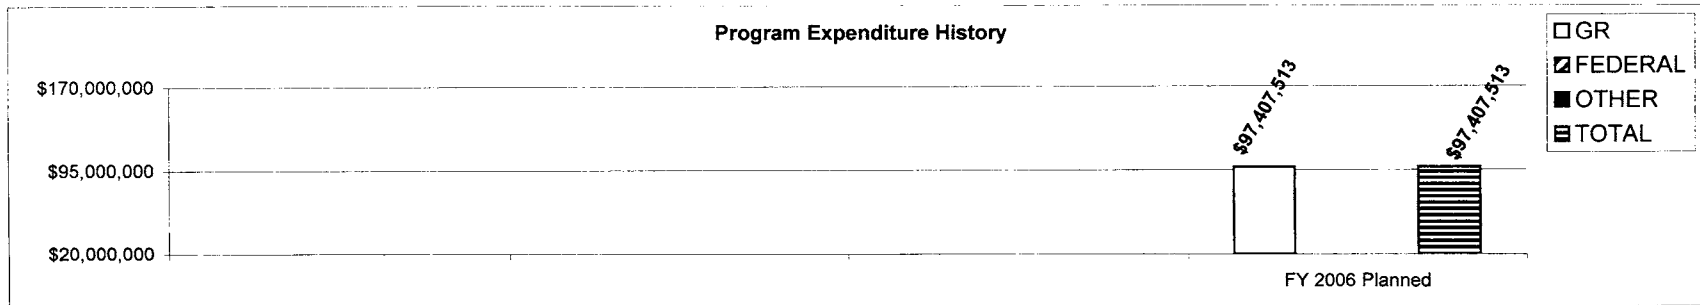 Program Expenditure History
GR
FEDERAL
OTHER
TOTAL
$170,000,000
$95,000,000
$20,000,000
$97,407,513
$97,407,513
FY 2006 Planned